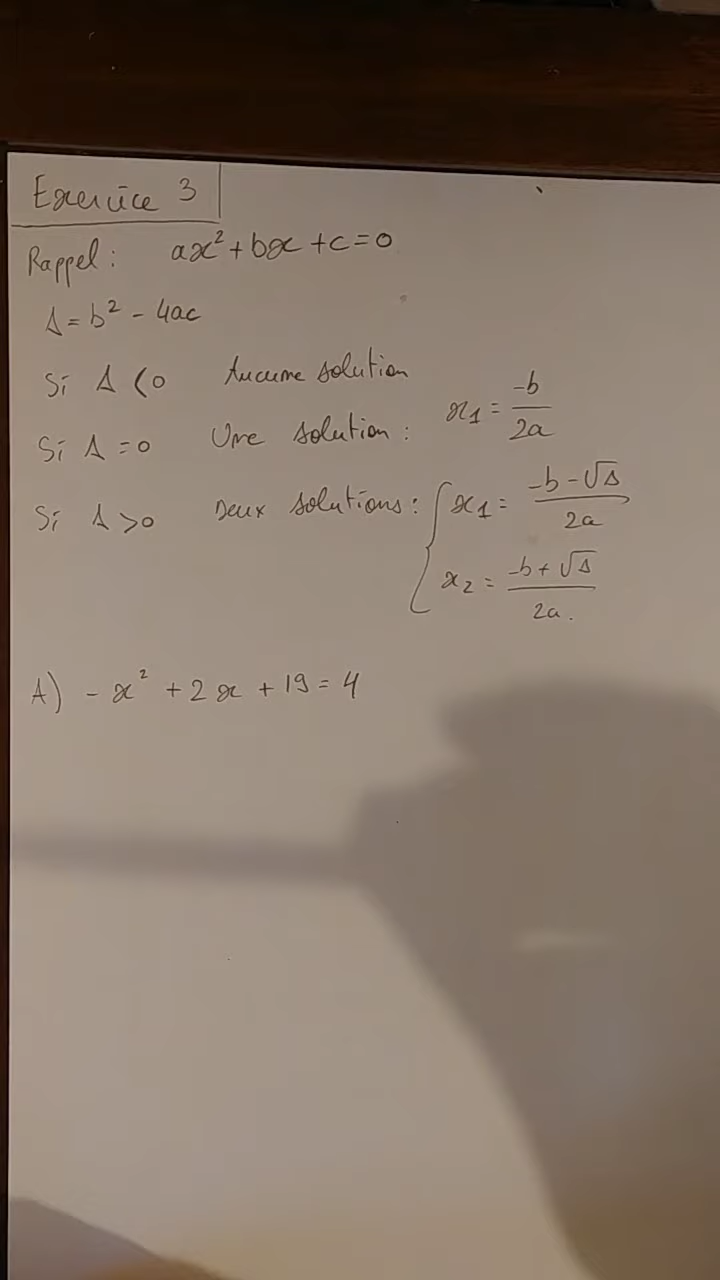 Exercice 3
Rappel : ax² + bx + c = 0
Δ = b² - 4ac
Si Δ < 0 Aucune solution
Si Δ = 0 Une solution : x₁ = -b / 2a
Si Δ > 0 Deux solutions : { x₁ = (-b - √Δ) / 2a
x₂ = (-b + √Δ) / 2a.
A) - x² + 2x + 19 = 4